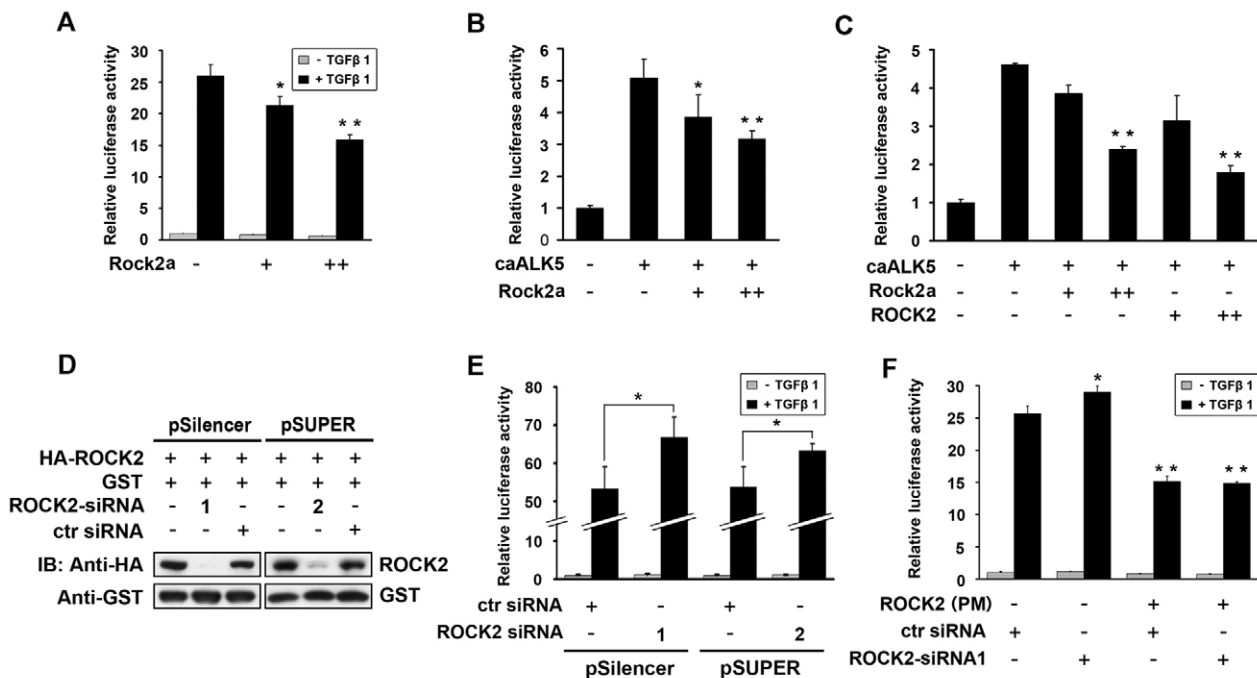 A
Relative luciferase activity
30
25
20
15
10
5
0
- TGFβ 1
+ TGFβ 1
*
* *
Rock2a - + ++
B
Relative luciferase activity
6
5
4
3
2
1
0
*
* *
caALK5 - + + +
Rock2a - - + ++
C
Relative luciferase activity
5
4
3
2
1
0
* *
* *
caALK5 - + + + + +
Rock2a - - + ++ - -
ROCK2 - - - - + ++
D
pSilencer pSUPER
HA-ROCK2 + + + + + +
GST + + + + + +
ROCK2-siRNA - 1 - - 2 -
ctr siRNA - - + - - +
IB: Anti-HA ROCK2
Anti-GST GST
E
Relative luciferase activity
80
70
60
50
10
0
- TGFβ 1
+ TGFβ 1
*
*
ctr siRNA + - + -
ROCK2 siRNA - 1 - 2
pSilencer pSUPER
F
Relative luciferase activity
30
25
20
15
10
5
0
- TGFβ 1
+ TGFβ 1
*
* *
* *
ROCK2 (PM) - - + +
ctr siRNA + - + -
ROCK2-siRNA1 - + - +